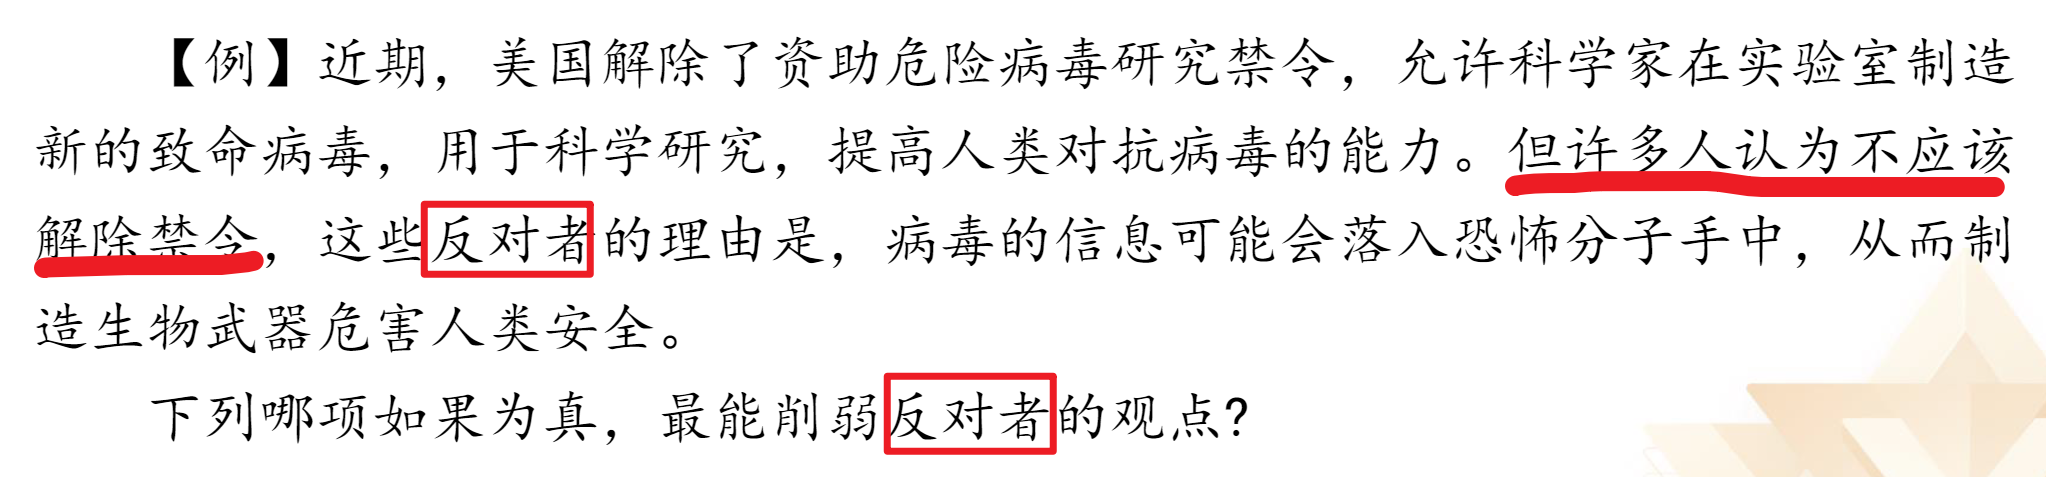 【例】近期，美国解除了资助危险病毒研究禁令，允许科学家在实验室制造
新的致命病毒，用于科学研究，提高人类对抗病毒的能力。但许多人认为不应该
解除禁令，这些反对者的理由是，病毒的信息可能会落入恐怖分子手中，从而制
造生物武器危害人类安全。
下列哪项如果为真，最能削弱反对者的观点?